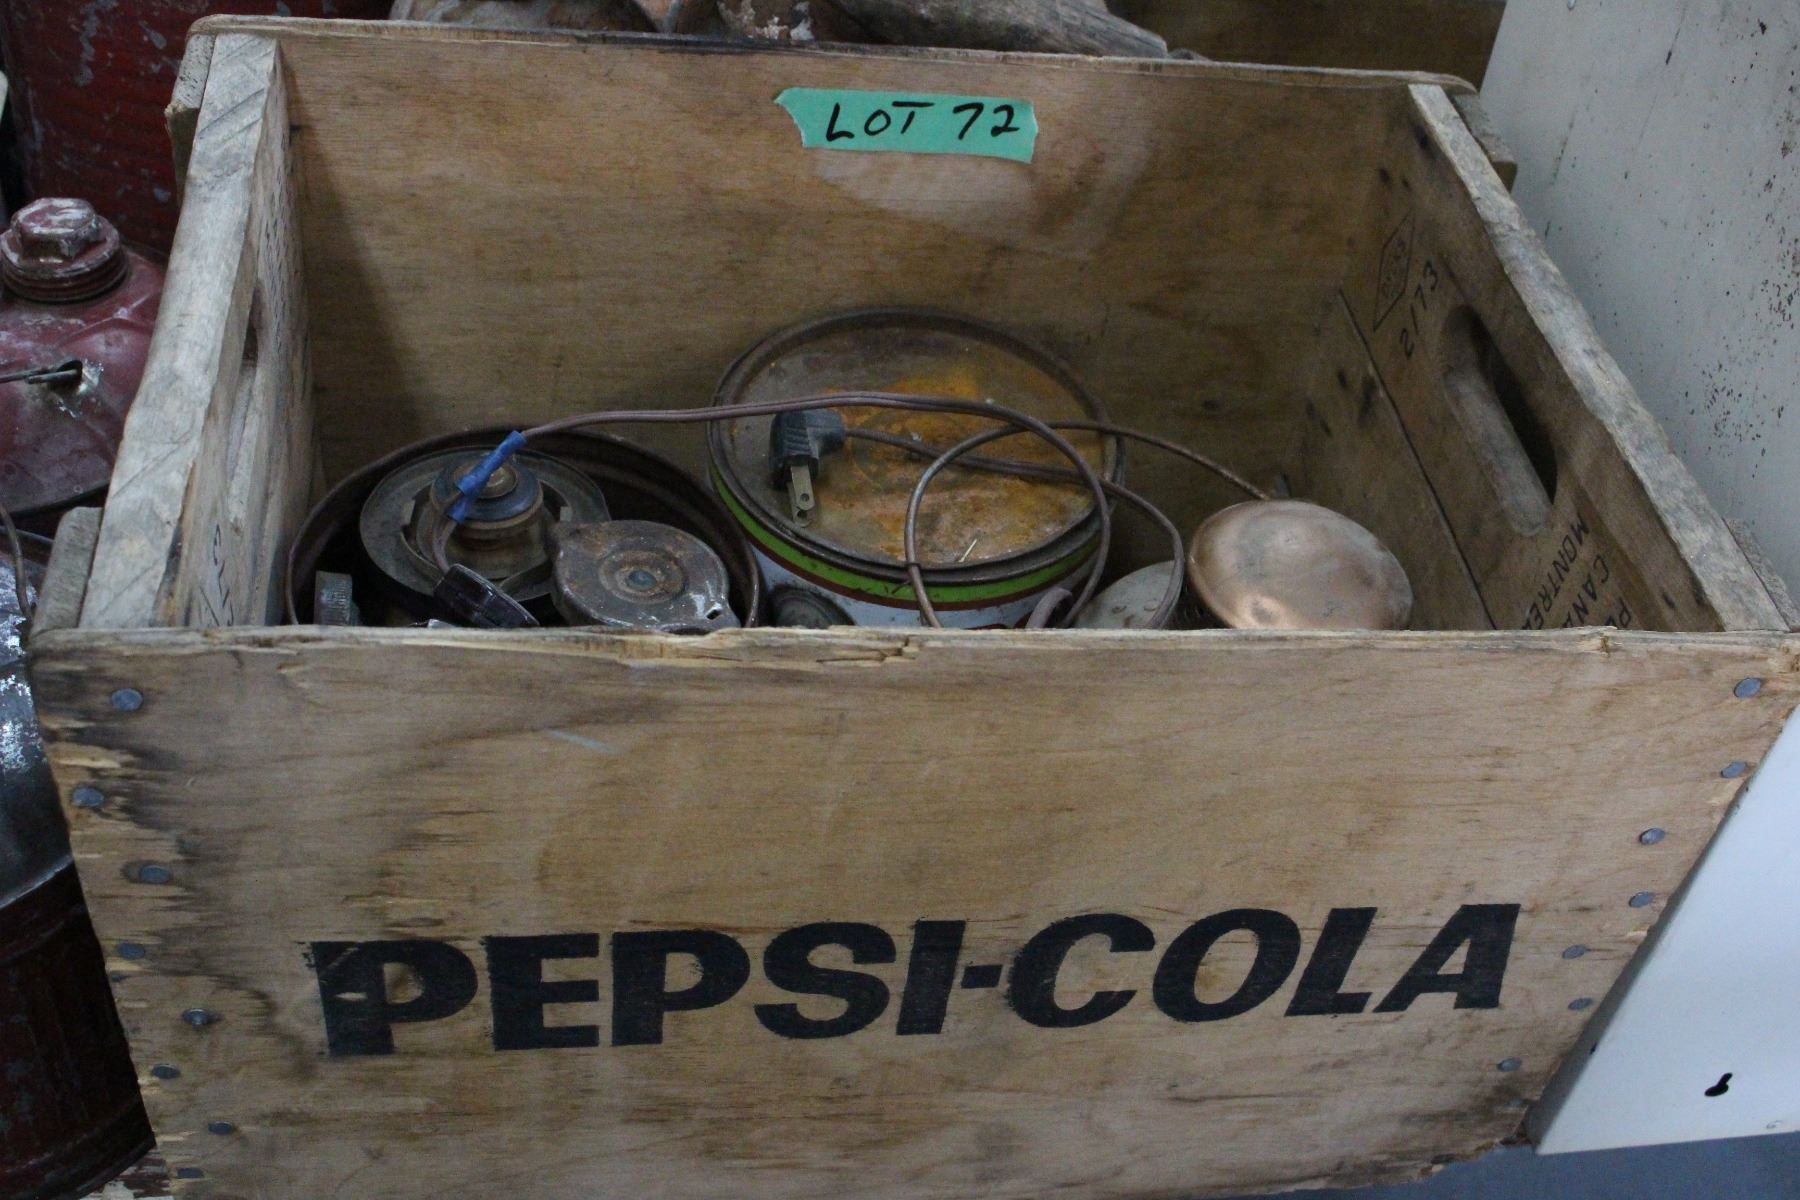 LOT 72
2/73
MONTREAL
PEPSI-COLA